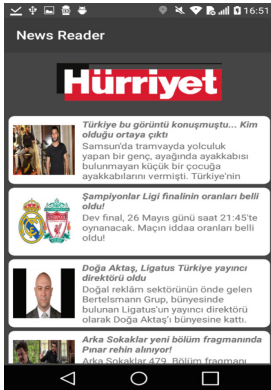 16:51
News Reader
Hürriyet
Türkiye bu görüntü konuşmuştu... Kim
olduğu ortaya çıktı
Samsun'da tramvayda yolculuk
yapan bir genç, ayağında ayakkabısı
bulunmayan küçük bir çocuğa
ayakkabılarını vermişti. Türkiye'nin
Şampiyonlar Ligi finalinin oranları belli
oldu!
Dev final, 26 Mayıs günü saat 21:45'te
oynanacak. Maçın iddaa oranları belli
oldu!
Doğa Aktaş, Ligatus Türkiye yayıncı
direktörü oldu
Doğal reklâm sektörünün önde gelen
Bertelsmann Grup, bünyesinde
bulunan Ligatus'un yayıncı direktörü
olarak Doğa Aktaş'ı bünyesine kattı.
Arka Sokaklar yeni bölüm fragmanında
Pınar rehin alınıyor!
Arka Sokaklar 479. Bölüm fragmanı